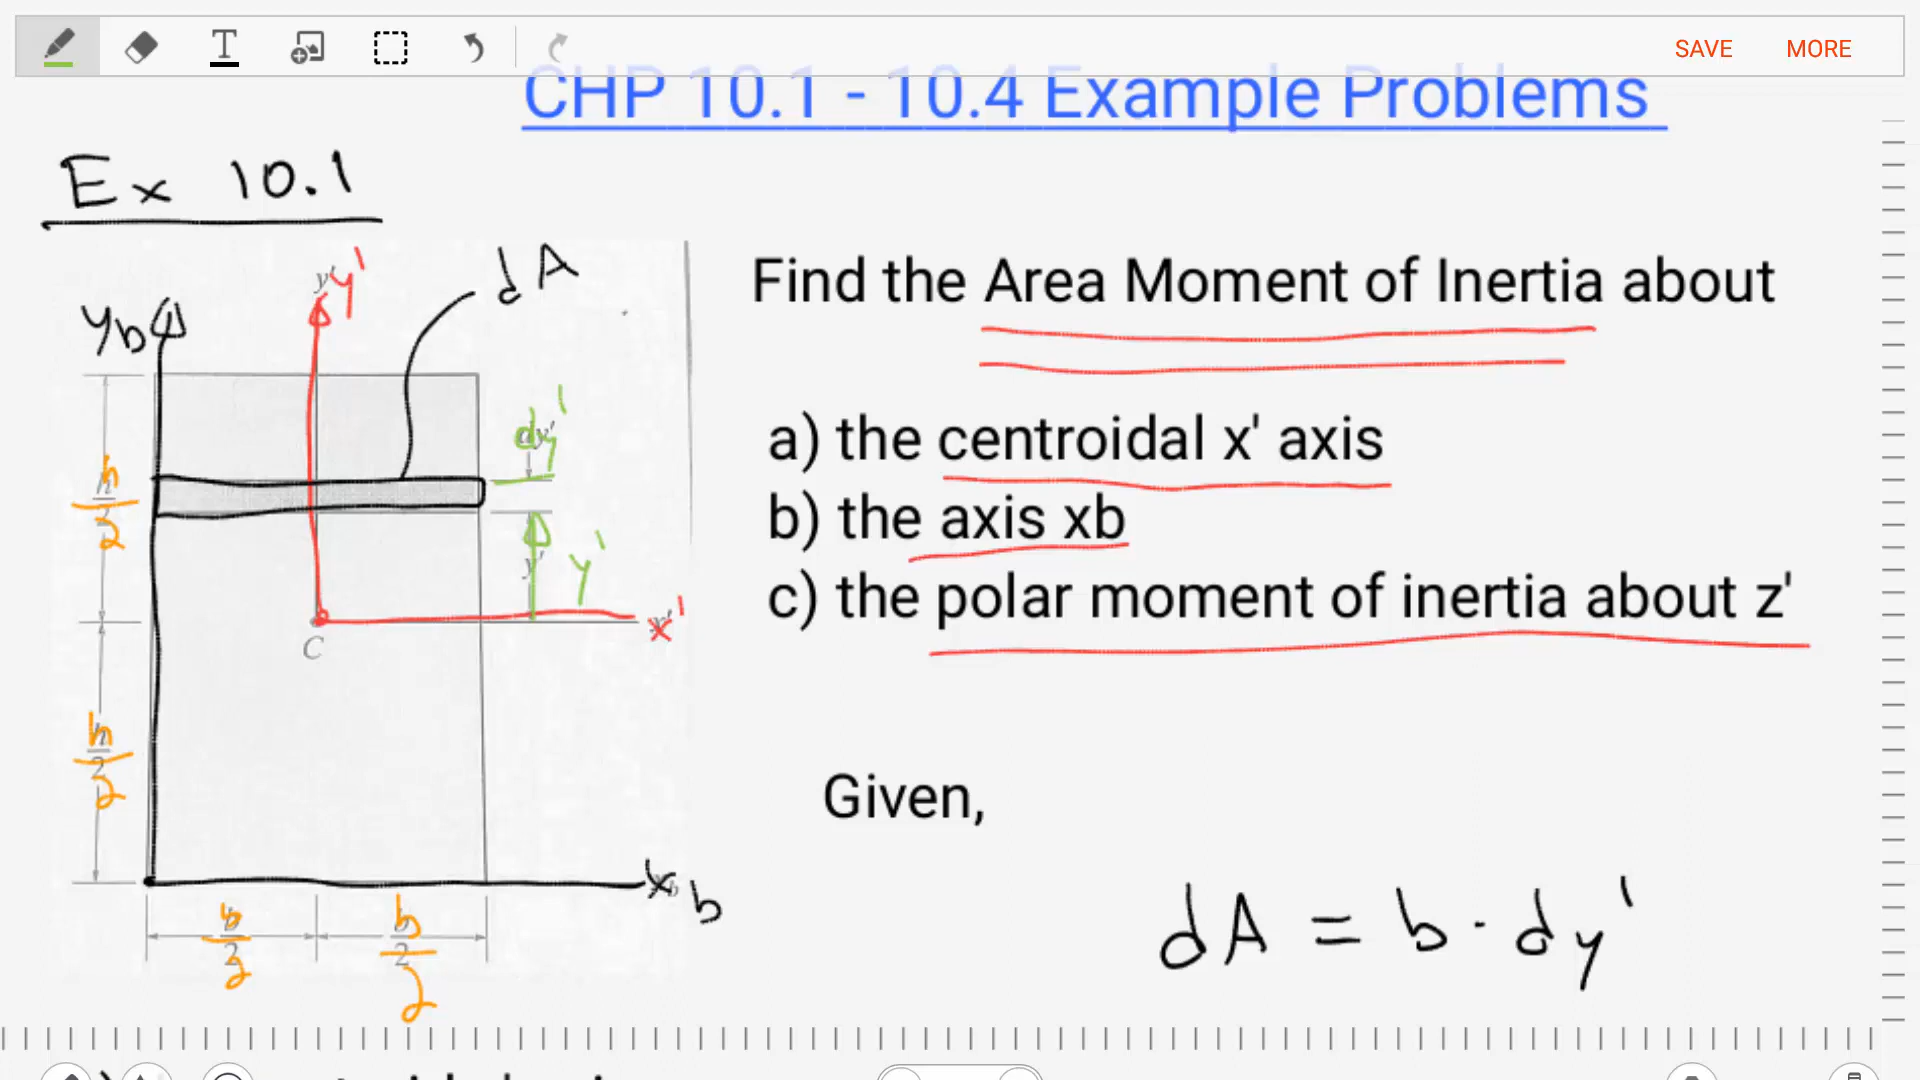 SAVE MORE
CHP 10.1 - 10.4 Example Problems
Ex 10.1
y' y'
dA
yb
Find the Area Moment of Inertia about
a) the centroidal x' axis
b) the axis xb
c) the polar moment of inertia about z'
dy'
h/2
y' y'
x'
C
h/2
Given,
xb
b/2 b/2
dA = b · dy'